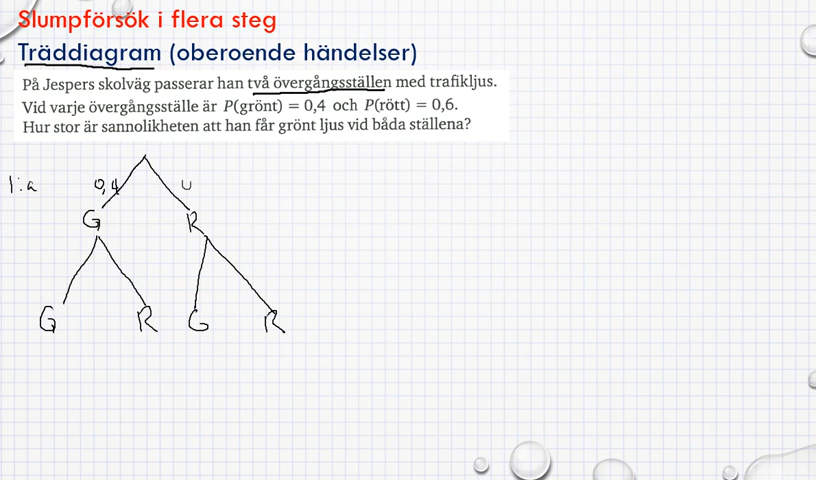 Slumpförsök i flera steg
Träddiagram (oberoende händelser)
På Jespers skolväg passerar han två övergångsställen med trafikljus.
Vid varje övergångsställe är P(grönt) = 0,4 och P(rött) = 0,6.
Hur stor är sannolikheten att han får grönt ljus vid båda ställena?
1:a 0,4
G R
G R G R